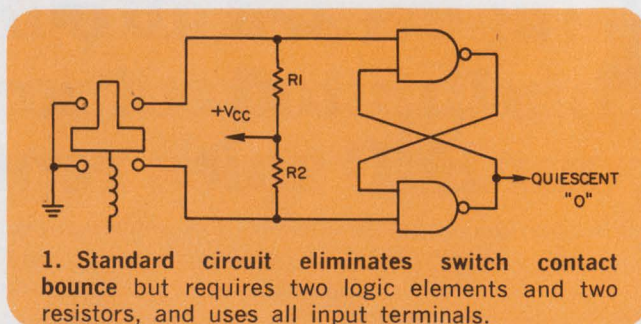 R1
+VCC
R2
QUIESCENT
"0"
1. Standard circuit eliminates switch contact
bounce but requires two logic elements and two
resistors, and uses all input terminals.